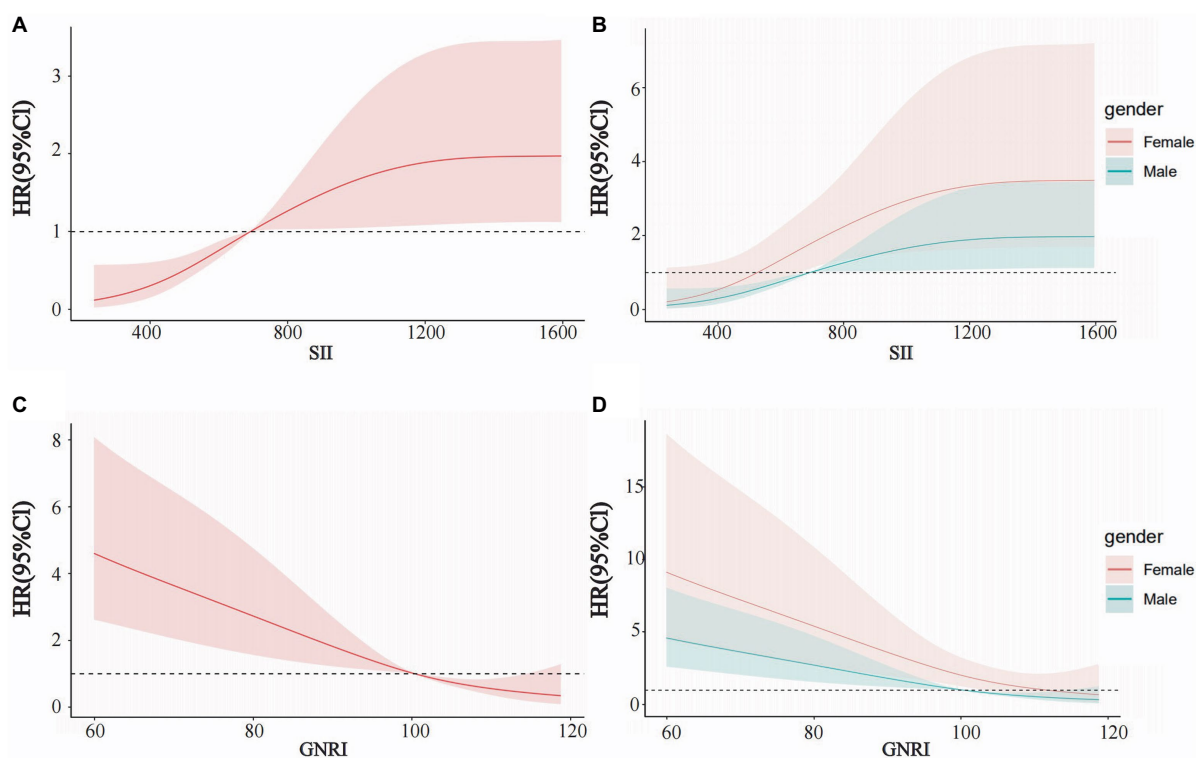 A
HR(95%CI)
3
2
1
0
400
800
1200
1600
SII
B
HR(95%CI)
6
4
2
0
400
800
1200
1600
SII
gender
Female
Male
C
HR(95%CI)
8
6
4
2
0
60
80
100
120
GNRI
D
HR(95%CI)
15
10
5
0
60
80
100
120
GNRI
gender
Female
Male